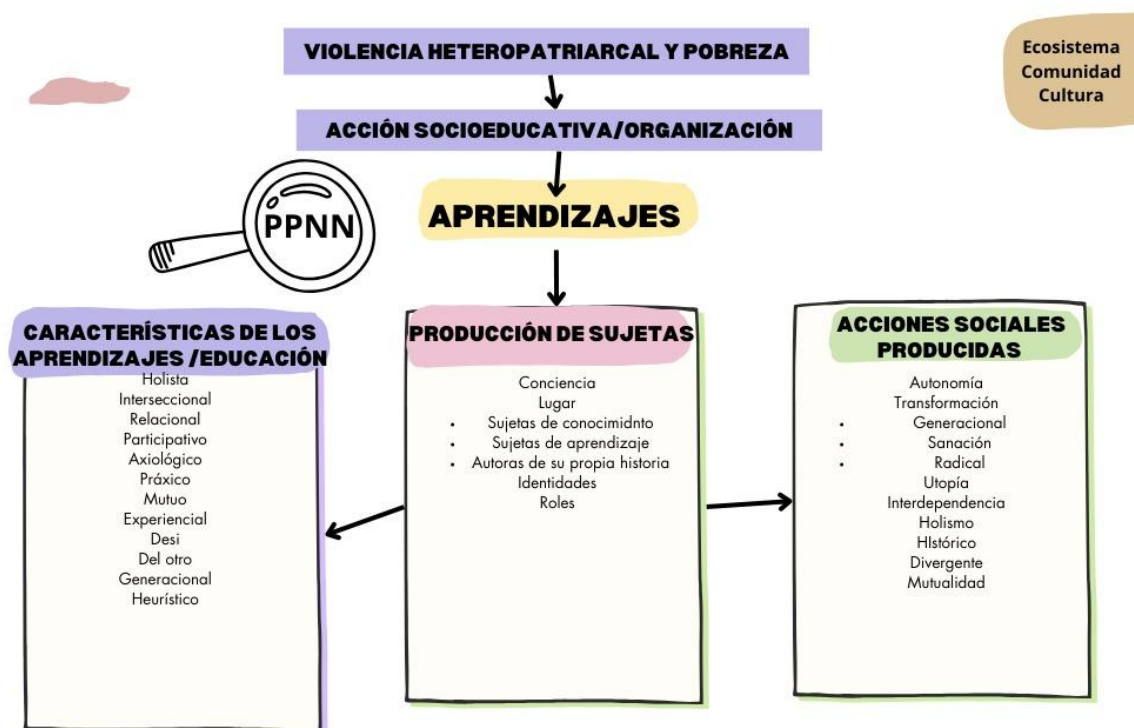 VIOLENCIA HETEROPATRIARCAL Y POBREZA
Ecosistema
Comunidad
Cultura
ACCIÓN SOCIOEDUCATIVA/ORGANIZACIÓN
APRENDIZAJES
PPNN
CARACTERÍSTICAS DE LOS
APRENDIZAJES /EDUCACIÓN
Holista
Interseccional
Relacional
Participativo
Axiológico
Práxico
Mutuo
Experiencial
Desi
Del otro
Generacional
Heurístico
PRODUCCIÓN DE SUJETAS
Conciencia
Lugar
• Sujetas de conocimidnto
• Sujetas de aprendizaje
• Autoras de su propia historia
Identidades
Roles
ACCIONES SOCIALES
PRODUCIDAS
Autonomía
Transformación
• Generacional
• Sanación
• Radical
Utopía
Interdependencia
Holismo
HIstórico
Divergente
Mutualidad